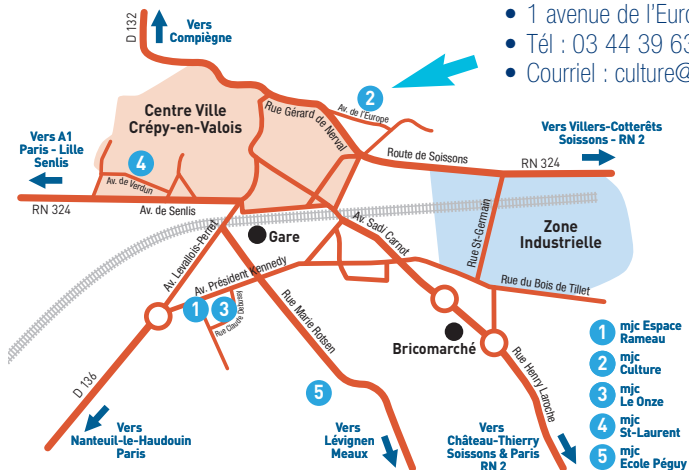 D 132
Vers
Compiègne
• 1 avenue de l'Euro
• Tél : 03 44 39 63
• Courriel : culture@
2
Av. de l'Europe
Rue Gérard de Nerval
Centre Ville
Crépy-en-Valois
Vers A1
Paris - Lille
Senlis
4
Av. de Verdun
RN 324
Av. de Senlis
Route de Soissons
Vers Villers-Cotterêts
Soissons - RN 2
RN 324
Zone
Industrielle
Rue St-Germain
Rue du Bois de Tillet
Gare
Av. Sadi Carnot
Av. Levallois-Perret
Av. Président Kennedy
1
3
Rue Claude Debussy
Rue Marie Rotsen
5
Bricomarché
Rue Henry Laroche
D 136
Vers
Nanteuil-le-Haudouin
Paris
Vers
Lévignen
Meaux
Vers
Château-Thierry
Soissons & Paris
RN 2
1 mjc Espace
Rameau
2 mjc
Culture
3 mjc
Le Onze
4 mjc
St-Laurent
5 mjc
Ecole Péguy